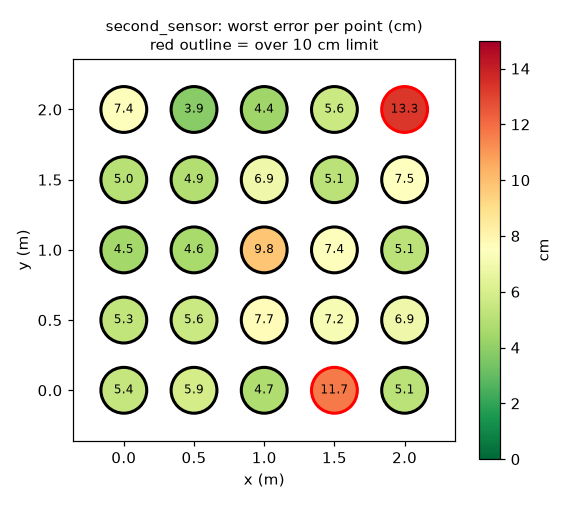 second_sensor: worst error per point (cm)
red outline = over 10 cm limit
14
12
10
8
6
4
2
0
cm
2.0
1.5
1.0
0.5
0.0
y (m)
7.4 3.9 4.4 5.6 13.3
5.0 4.9 6.9 5.1 7.5
4.5 4.6 9.8 7.4 5.1
5.3 5.6 7.7 7.2 6.9
5.4 5.9 4.7 11.7 5.1
0.0 0.5 1.0 1.5 2.0
x (m)